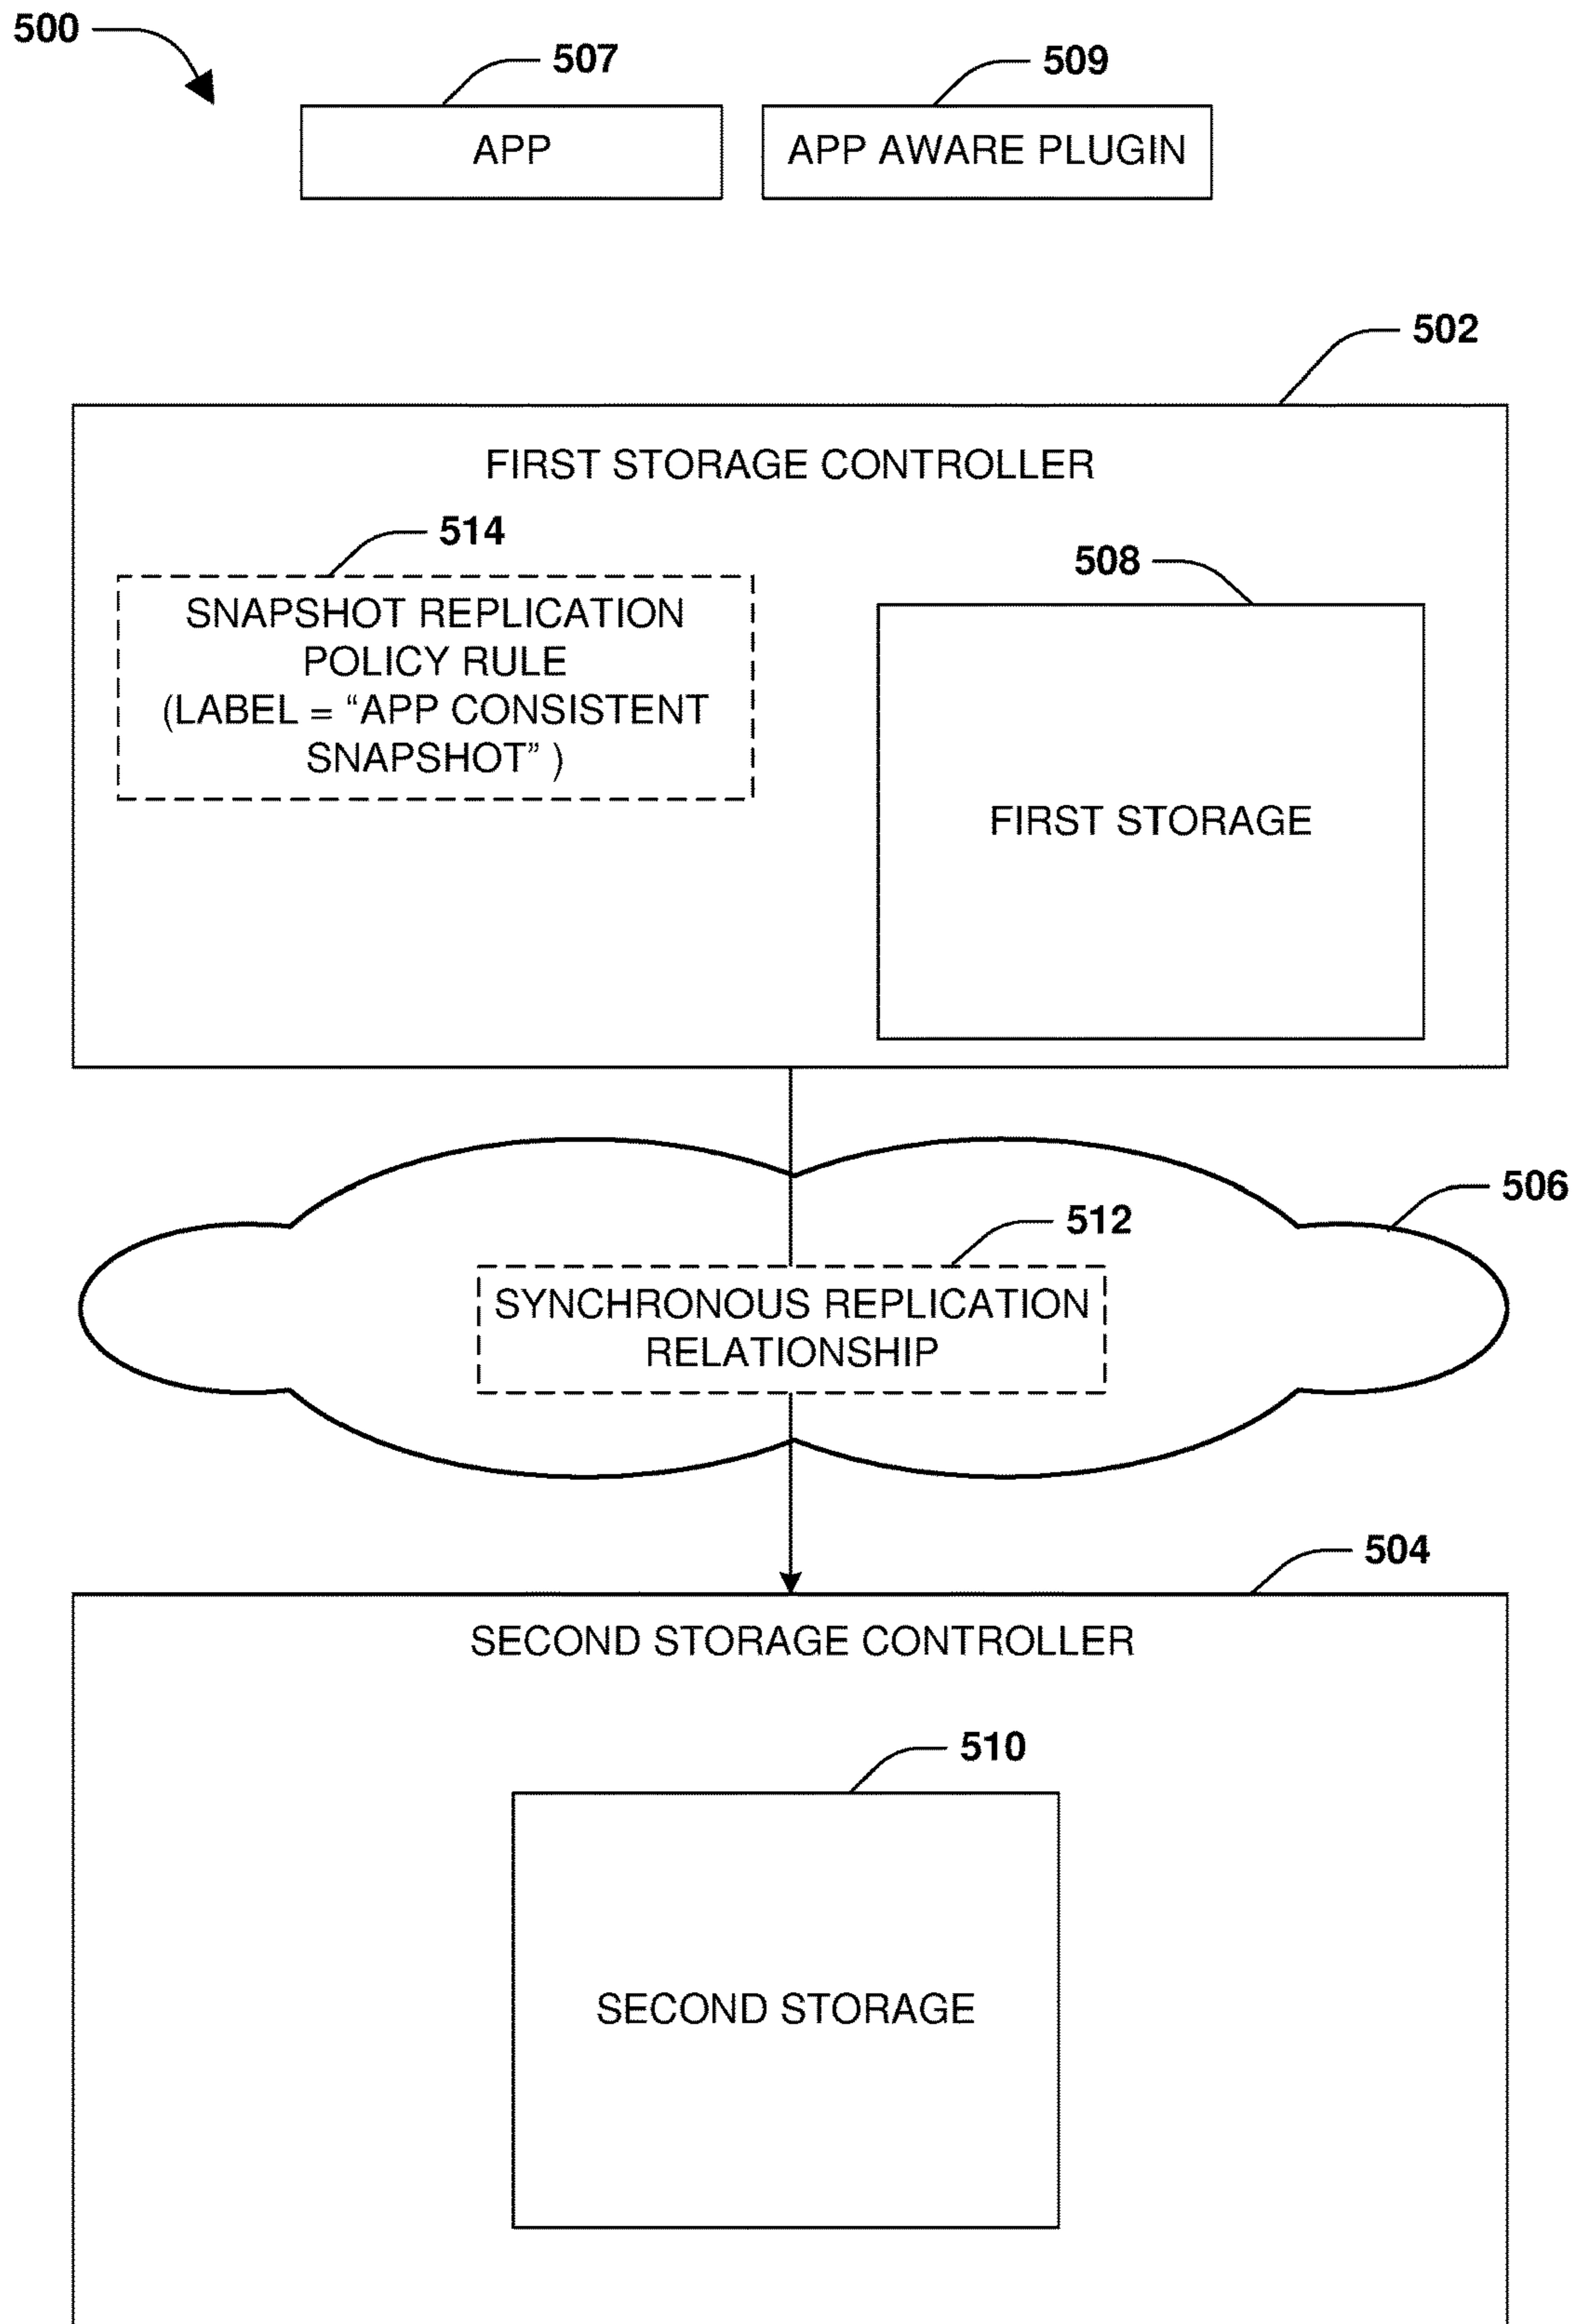 500
507
509
APP
APP AWARE PLUGIN
502
FIRST STORAGE CONTROLLER
514
508
SNAPSHOT REPLICATION
POLICY RULE
(LABEL = “APP CONSISTENT
SNAPSHOT” )
FIRST STORAGE
506
512
SYNCHRONOUS REPLICATION
RELATIONSHIP
504
SECOND STORAGE CONTROLLER
510
SECOND STORAGE